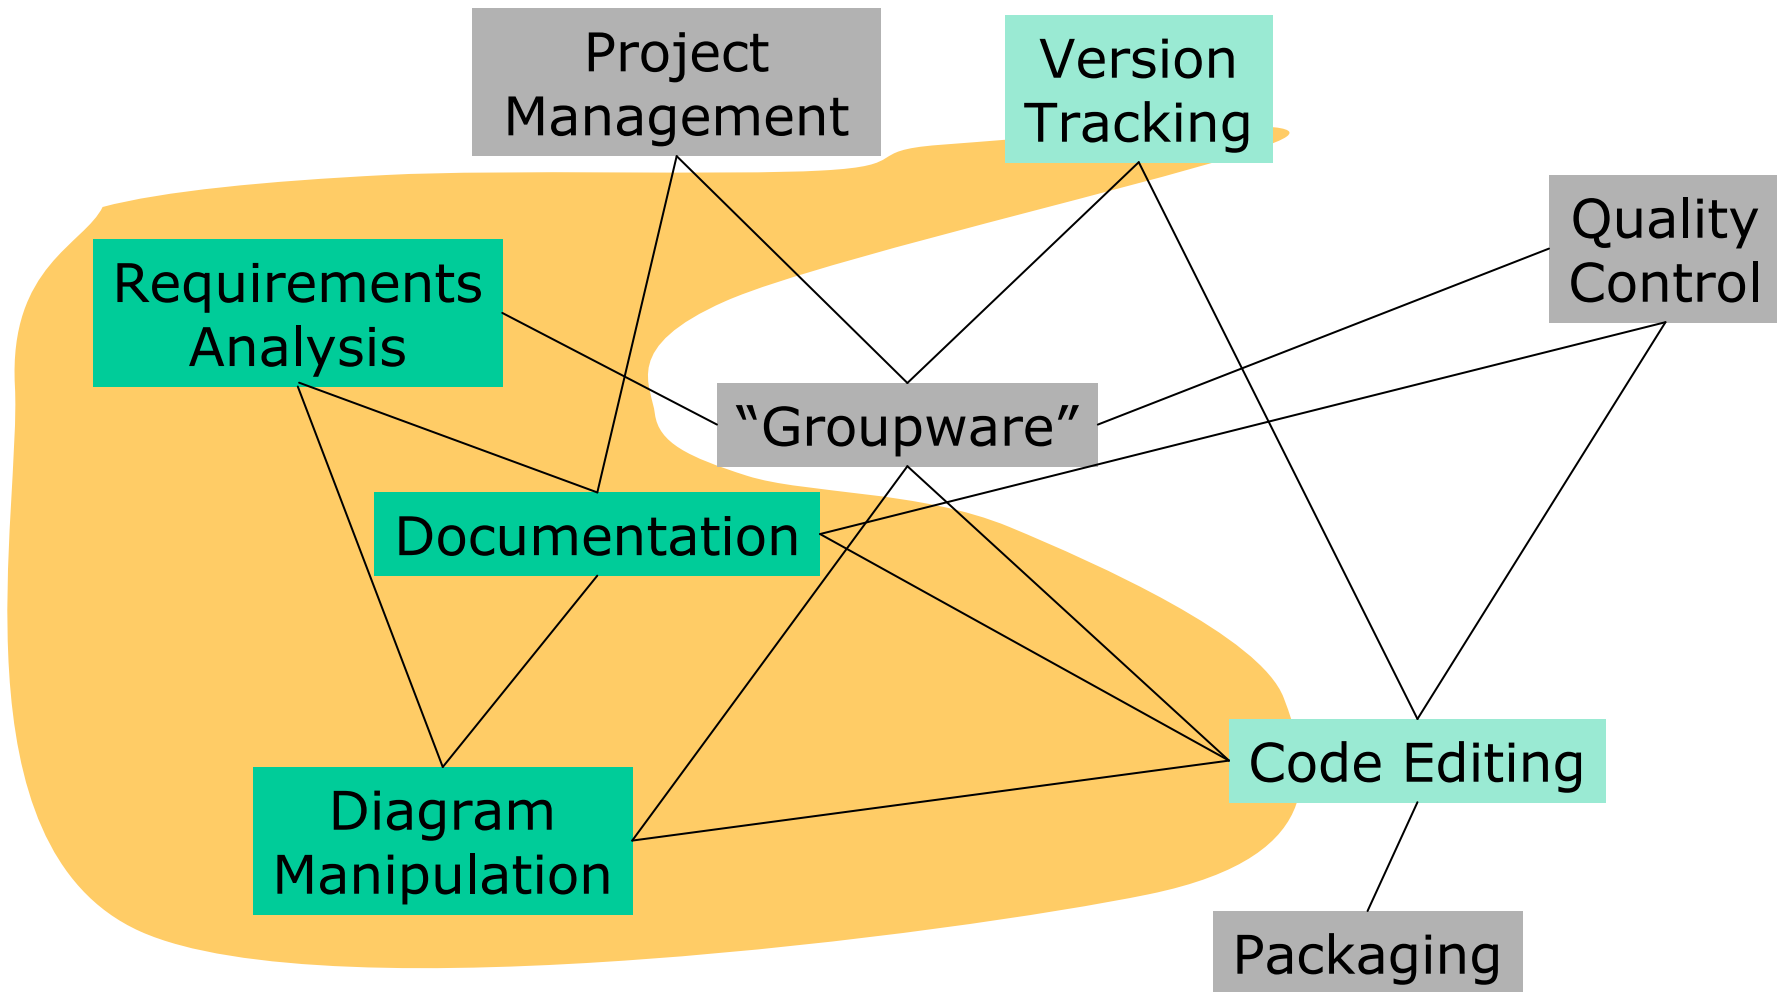 Project
Management
Version
Tracking
Quality
Control
Requirements
Analysis
“Groupware”
Documentation
Code Editing
Diagram
Manipulation
Packaging